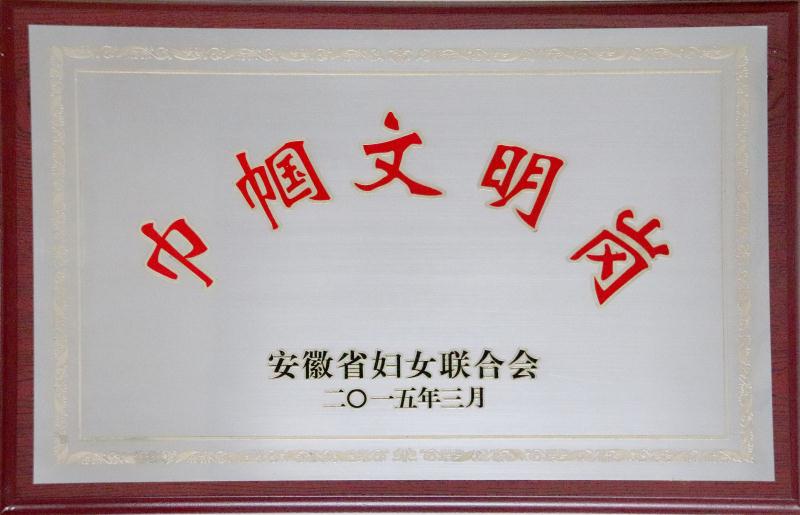 巾帼文明岗
安徽省妇女联合会
二〇一五年三月